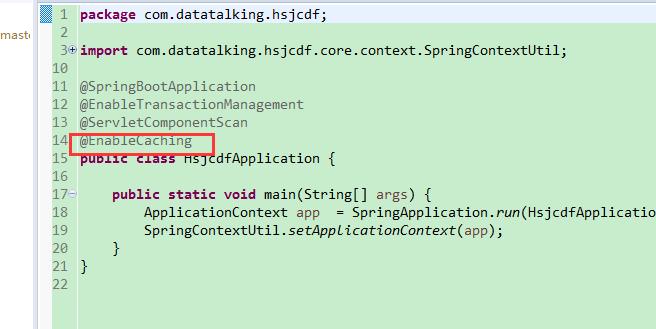 maste
1 package com.datatalking.hsjcdf;
2
3 import com.datatalking.hsjcdf.core.context.SpringContextUtil;
10
11 @SpringBootApplication
12 @EnableTransactionManagement
13 @ServletComponentScan
14 @EnableCaching
15 public class HsjcdfApplication {
16
17 public static void main(String[] args) {
18 ApplicationContext app = SpringApplication.run(HsjcdfApplicatio
19 SpringContextUtil.setApplicationContext(app);
20 }
21 }
22